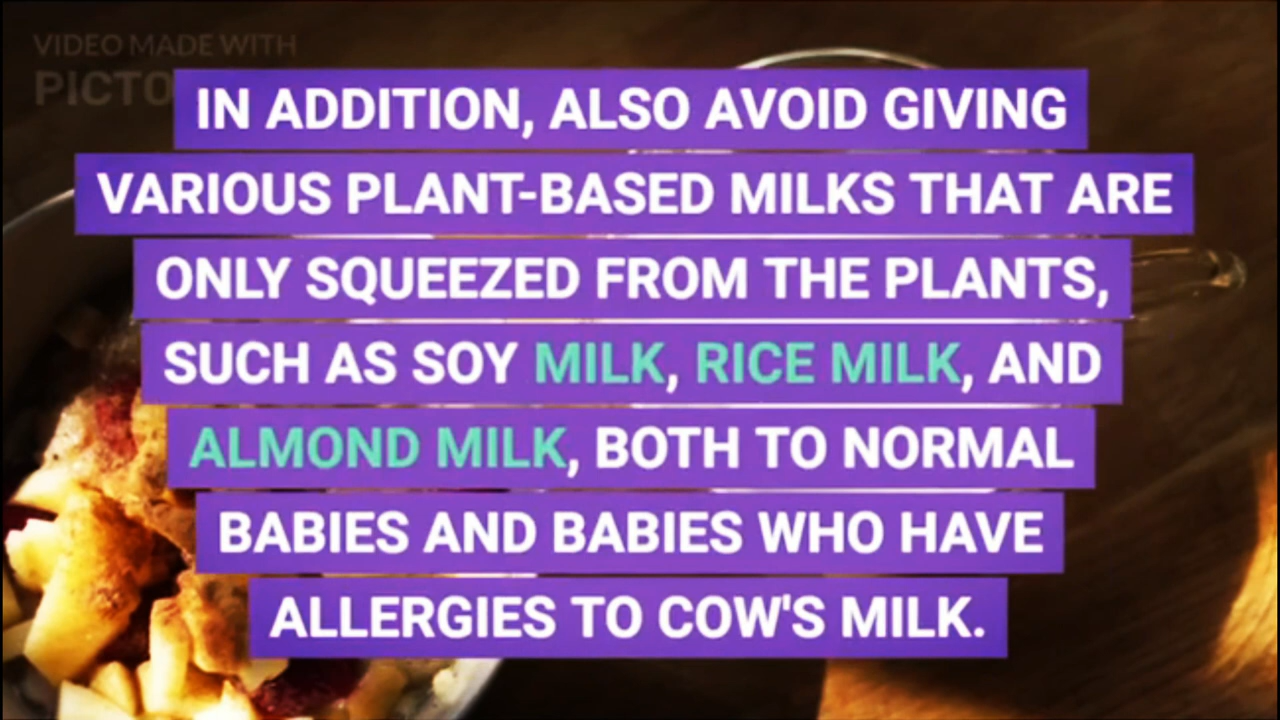 VIDEO MADE WITH
PICTO
IN ADDITION, ALSO AVOID GIVING
VARIOUS PLANT-BASED MILKS THAT ARE
ONLY SQUEEZED FROM THE PLANTS,
SUCH AS SOY MILK, RICE MILK, AND
ALMOND MILK, BOTH TO NORMAL
BABIES AND BABIES WHO HAVE
ALLERGIES TO COW'S MILK.